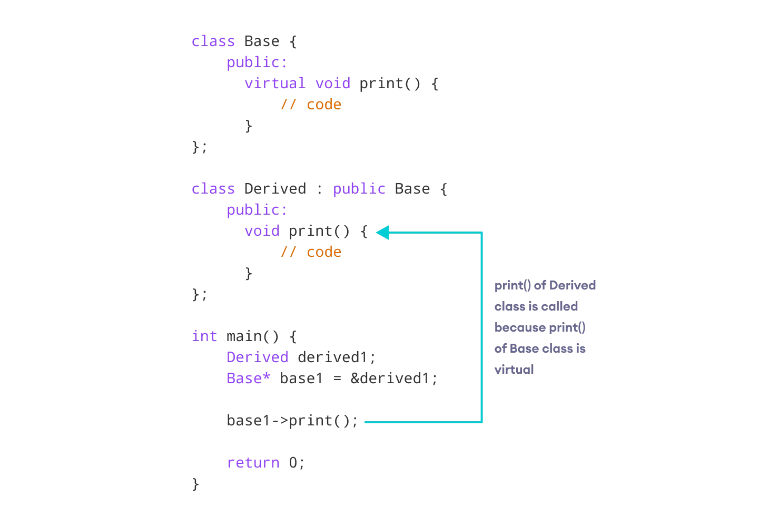 class Base {
    public:
      virtual void print() {
          // code
      }
};

class Derived : public Base {
    public:
      void print() {
          // code
      }
};

int main() {
    Derived derived1;
    Base* base1 = &derived1;

    base1->print();

    return 0;
}
print() of Derived
class is called
because print()
of Base class is
virtual